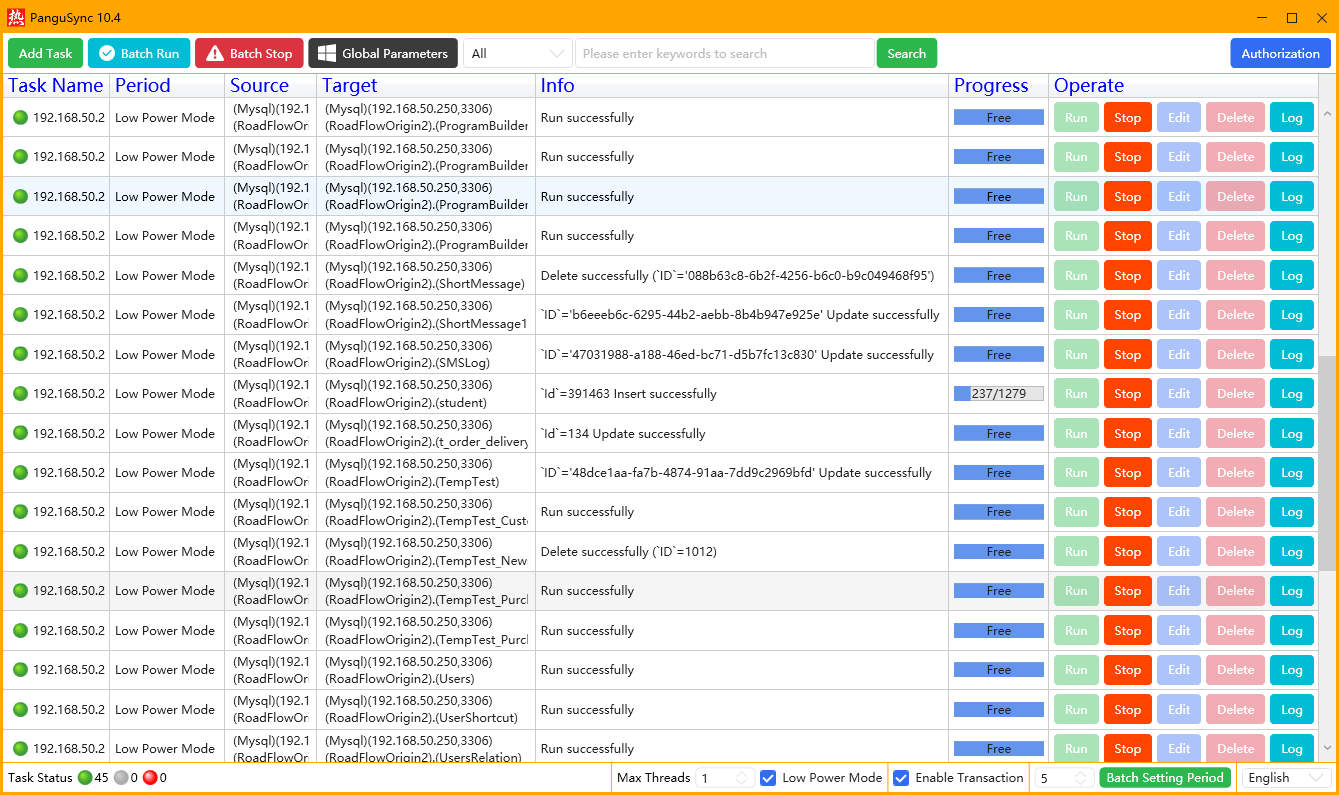 热 PanguSync 10.4
Add Task Batch Run Batch Stop Global Parameters All Please enter keywords to search Search Authorization
Task Name Period Source Target Info Progress Operate
192.168.50.2 Low Power Mode (Mysql)(192.1 (Mysql)(192.168.50.250,3306) Run successfully Free Run Stop Edit Delete Log
(RoadFlowOri (RoadFlowOrigin2).(ProgramBuilder
192.168.50.2 Low Power Mode (Mysql)(192.1 (Mysql)(192.168.50.250,3306) Run successfully Free Run Stop Edit Delete Log
(RoadFlowOri (RoadFlowOrigin2).(ProgramBuilder
192.168.50.2 Low Power Mode (Mysql)(192.1 (Mysql)(192.168.50.250,3306) Run successfully Free Run Stop Edit Delete Log
(RoadFlowOri (RoadFlowOrigin2).(ProgramBuilder
192.168.50.2 Low Power Mode (Mysql)(192.1 (Mysql)(192.168.50.250,3306) Run successfully Free Run Stop Edit Delete Log
(RoadFlowOri (RoadFlowOrigin2).(ProgramBuilder
192.168.50.2 Low Power Mode (Mysql)(192.1 (Mysql)(192.168.50.250,3306) Delete successfully (`ID`='088b63c8-6b2f-4256-b6c0-b9c049468f95') Free Run Stop Edit Delete Log
(RoadFlowOri (RoadFlowOrigin2).(ShortMessage)
192.168.50.2 Low Power Mode (Mysql)(192.1 (Mysql)(192.168.50.250,3306) `ID`='b6eeeb6c-6295-44b2-aebb-8b4b947e925e' Update successfully Free Run Stop Edit Delete Log
(RoadFlowOri (RoadFlowOrigin2).(ShortMessage1
192.168.50.2 Low Power Mode (Mysql)(192.1 (Mysql)(192.168.50.250,3306) `ID`='47031988-a188-46ed-bc71-d5b7fc13c830' Update successfully Free Run Stop Edit Delete Log
(RoadFlowOri (RoadFlowOrigin2).(SMSLog)
192.168.50.2 Low Power Mode (Mysql)(192.1 (Mysql)(192.168.50.250,3306) `Id`=391463 Insert successfully 237/1279 Run Stop Edit Delete Log
(RoadFlowOri (RoadFlowOrigin2).(student)
192.168.50.2 Low Power Mode (Mysql)(192.1 (Mysql)(192.168.50.250,3306) `Id`=134 Update successfully Free Run Stop Edit Delete Log
(RoadFlowOri (RoadFlowOrigin2).(t_order_delivery
192.168.50.2 Low Power Mode (Mysql)(192.1 (Mysql)(192.168.50.250,3306) `ID`='48dce1aa-fa7b-4874-91aa-7dd9c2969bfd' Update successfully Free Run Stop Edit Delete Log
(RoadFlowOri (RoadFlowOrigin2).(TempTest)
192.168.50.2 Low Power Mode (Mysql)(192.1 (Mysql)(192.168.50.250,3306) Run successfully Free Run Stop Edit Delete Log
(RoadFlowOri (RoadFlowOrigin2).(TempTest_Custo
192.168.50.2 Low Power Mode (Mysql)(192.1 (Mysql)(192.168.50.250,3306) Delete successfully (`ID`=1012) Free Run Stop Edit Delete Log
(RoadFlowOri (RoadFlowOrigin2).(TempTest_News
192.168.50.2 Low Power Mode (Mysql)(192.1 (Mysql)(192.168.50.250,3306) Run successfully Free Run Stop Edit Delete Log
(RoadFlowOri (RoadFlowOrigin2).(TempTest_Purch
192.168.50.2 Low Power Mode (Mysql)(192.1 (Mysql)(192.168.50.250,3306) Run successfully Free Run Stop Edit Delete Log
(RoadFlowOri (RoadFlowOrigin2).(TempTest_Purch
192.168.50.2 Low Power Mode (Mysql)(192.1 (Mysql)(192.168.50.250,3306) Run successfully Free Run Stop Edit Delete Log
(RoadFlowOri (RoadFlowOrigin2).(Users)
192.168.50.2 Low Power Mode (Mysql)(192.1 (Mysql)(192.168.50.250,3306) Run successfully Free Run Stop Edit Delete Log
(RoadFlowOri (RoadFlowOrigin2).(UserShortcut)
192.168.50.2 Low Power Mode (Mysql)(192.1 (Mysql)(192.168.50.250,3306) Run successfully Free Run Stop Edit Delete Log
(RoadFlowOri (RoadFlowOrigin2).(UsersRelation)
Task Status 45 0 0 Max Threads 1 Low Power Mode Enable Transaction 5 Batch Setting Period English